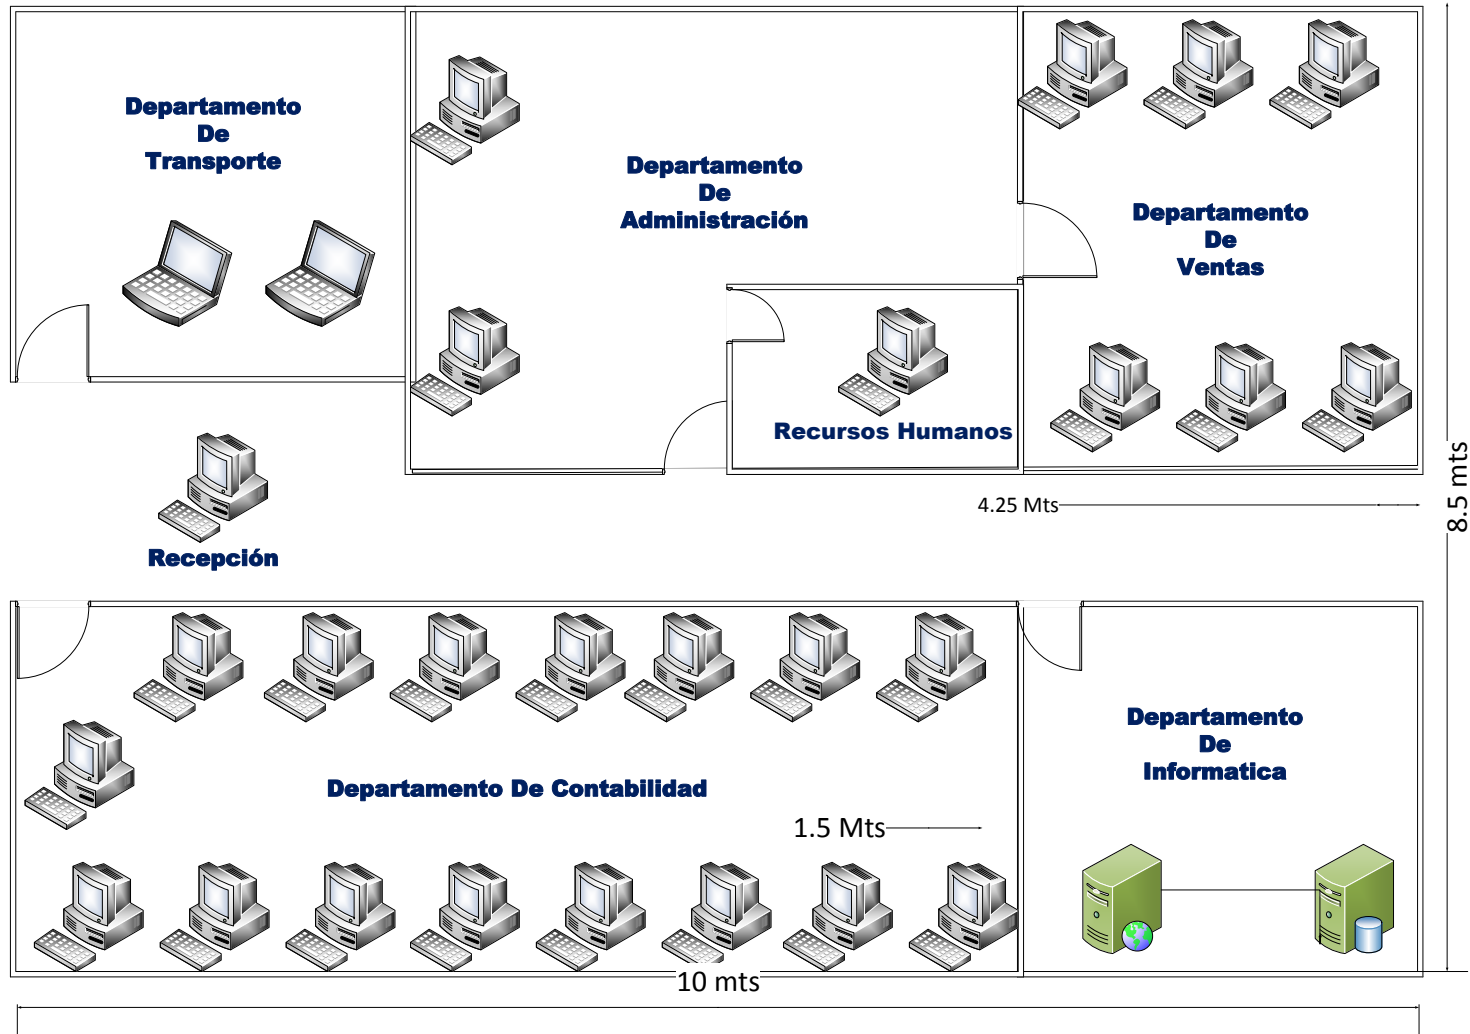 Departamento
De
Transporte
Departamento
De
Administración
Departamento
De
Ventas
Recursos Humanos
4.25 Mts
8.5 mts
Recepción
Departamento De Contabilidad
1.5 Mts
Departamento
De
Informatica
10 mts